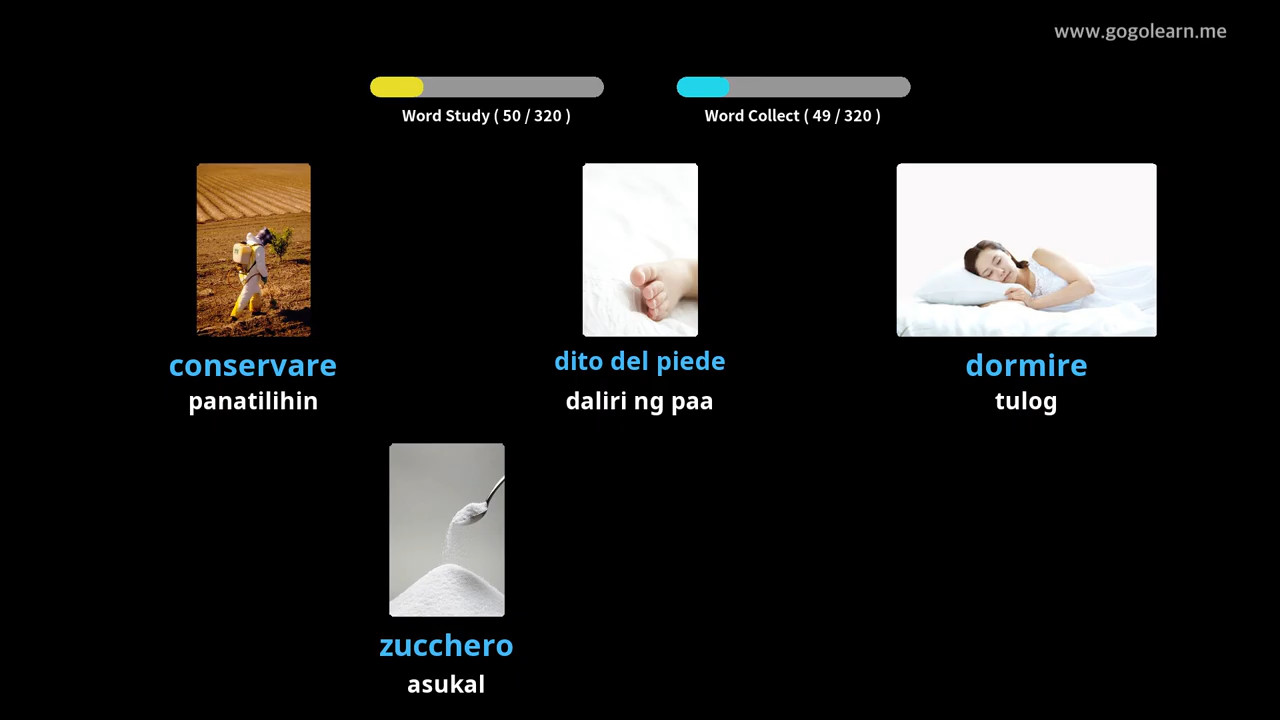 www.gogolearn.me
Word Study ( 50 / 320 )
Word Collect ( 49 / 320 )
conservare
panatilihin
dito del piede
daliri ng paa
dormire
tulog
zucchero
asukal